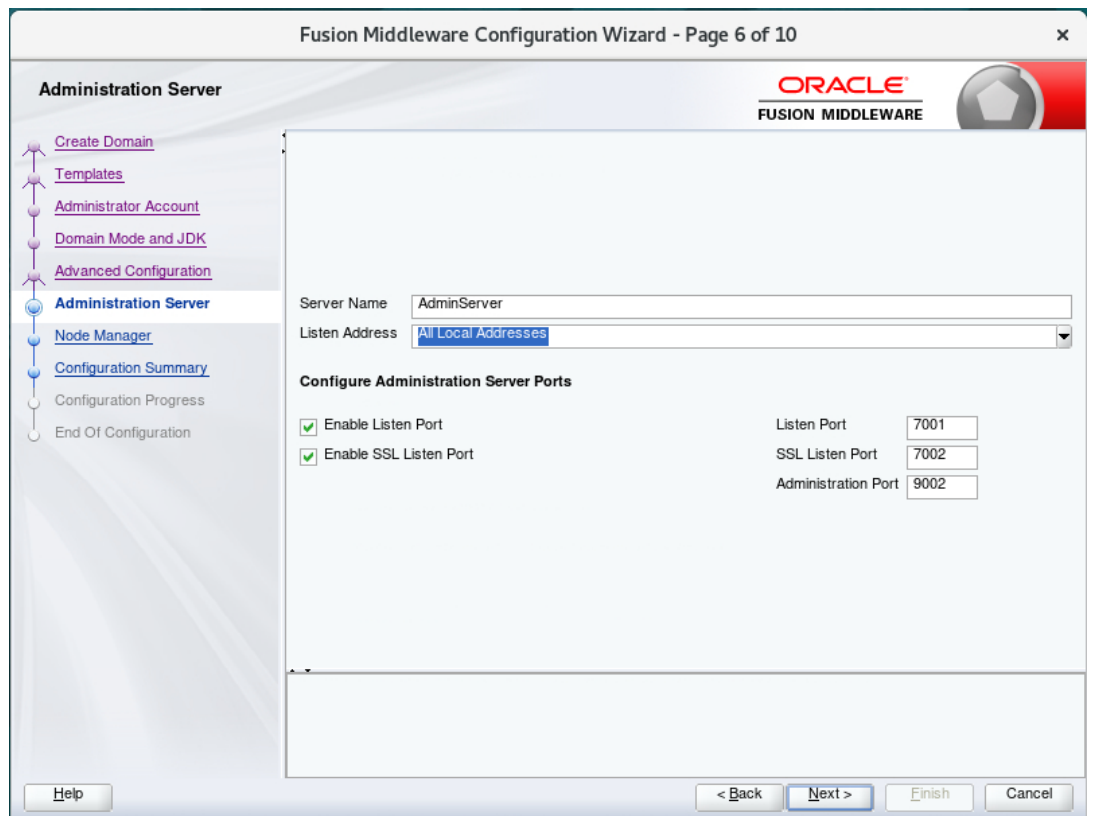 Fusion Middleware Configuration Wizard - Page 6 of 10
×
Administration Server
ORACLE
FUSION MIDDLEWARE
Create Domain
Templates
Administrator Account
Domain Mode and JDK
Advanced Configuration
Administration Server
Node Manager
Configuration Summary
Configuration Progress
End Of Configuration
Server Name AdminServer
Listen Address All Local Addresses
Configure Administration Server Ports
Enable Listen Port Listen Port 7001
Enable SSL Listen Port SSL Listen Port 7002
Administration Port 9002
Help < Back Next > Finish Cancel